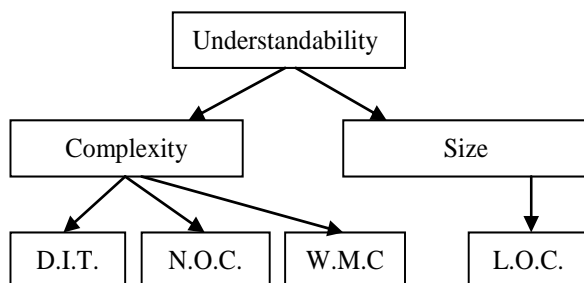 Understandability
Complexity
Size
D.I.T.
N.O.C.
W.M.C
L.O.C.